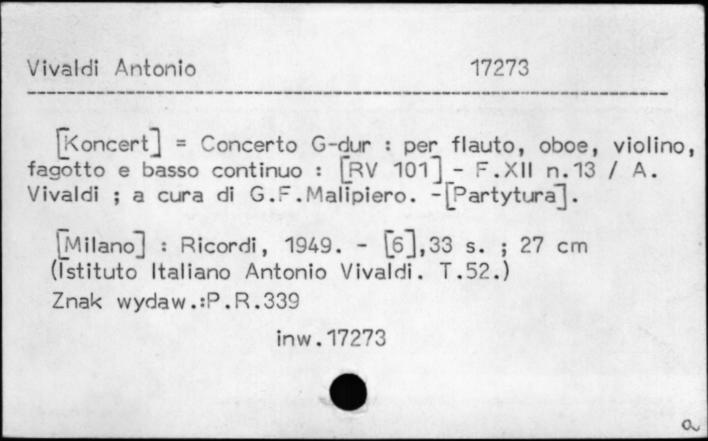 Vivaldi Antonio 17273
[Koncert] = Concerto G-dur : per flauto, oboe, violino,
fagotto e basso continuo : [RV 101] - F.XII n.13 / A.
Vivaldi ; a cura di G.F.Malipiero. -[Partytura].
[Milano] : Ricordi, 1949. - [6],33 s. ; 27 cm
(Istituto Italiano Antonio Vivaldi. T.52.)
Znak wydaw.:P.R.339
inw.17273
a